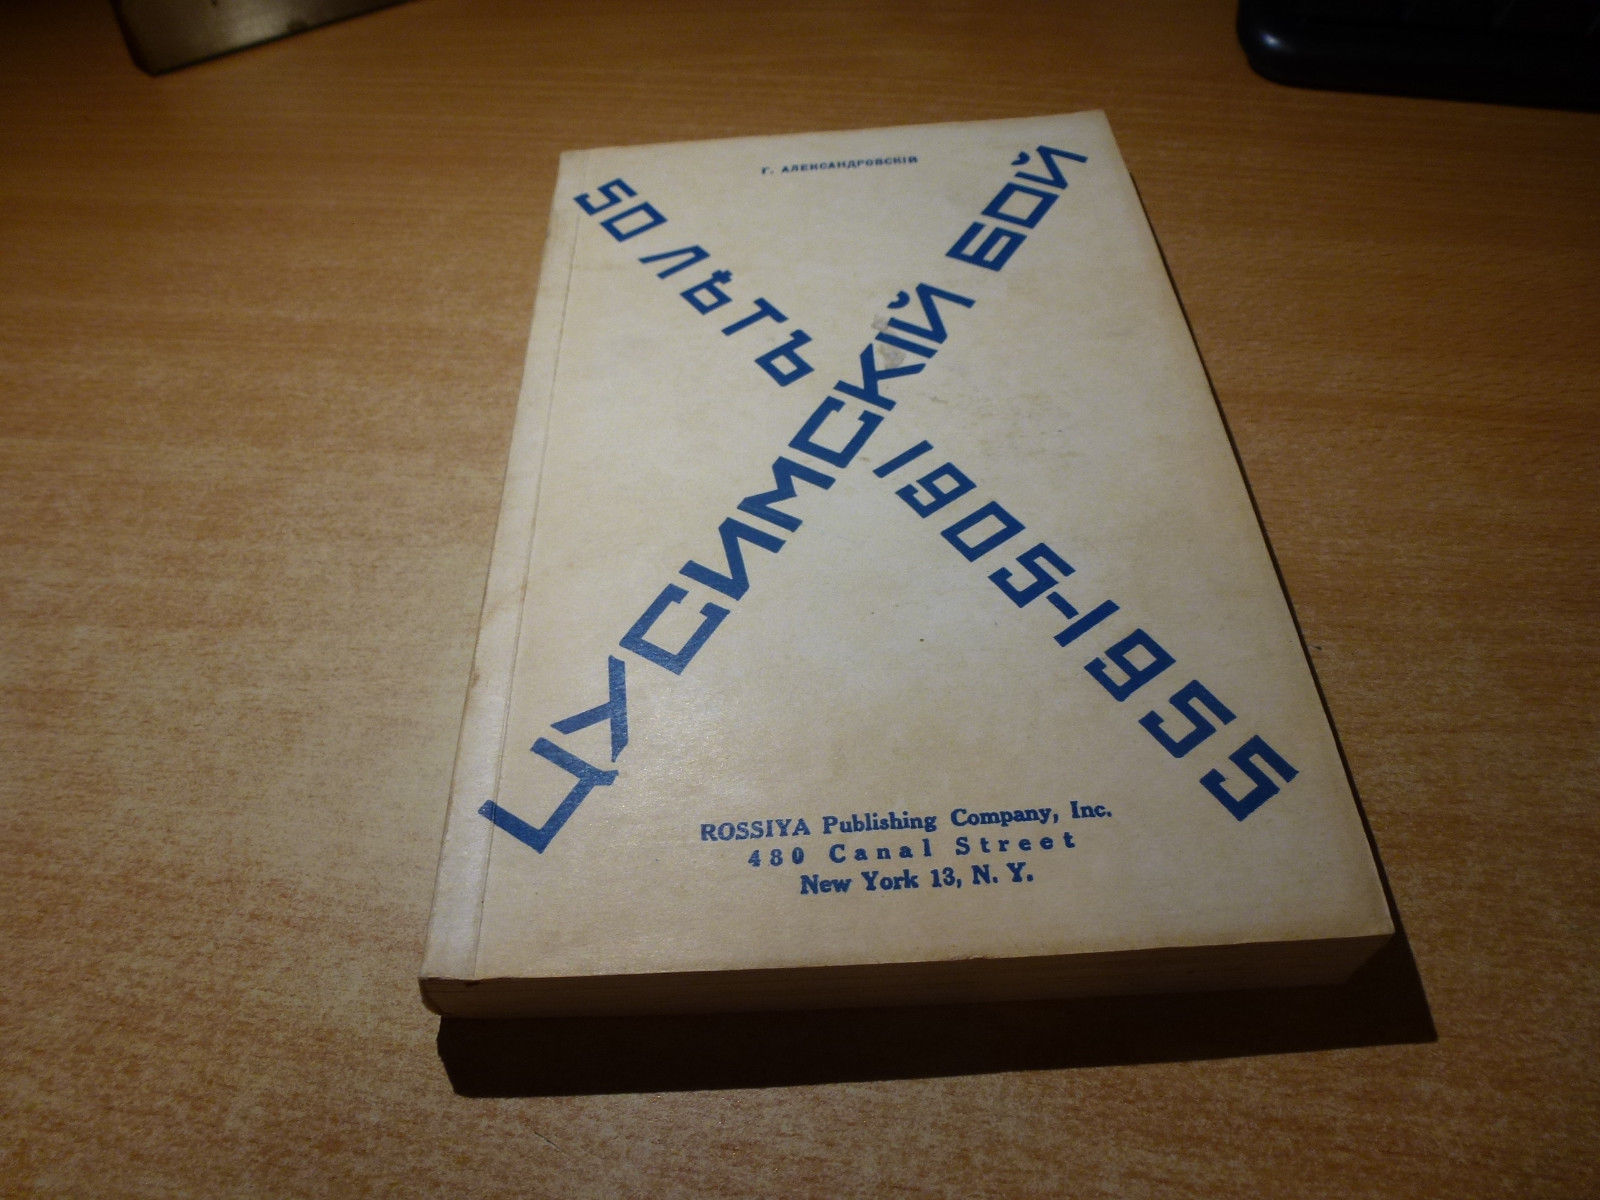 Г. АЛЕКСАНДРОВСКІЙ
50 ЛѢТЪ 1905-1955
ЦУСИМСКІЙ БОЙ
ROSSIYA Publishing Company, Inc.
480 Canal Street
New York 13, N. Y.